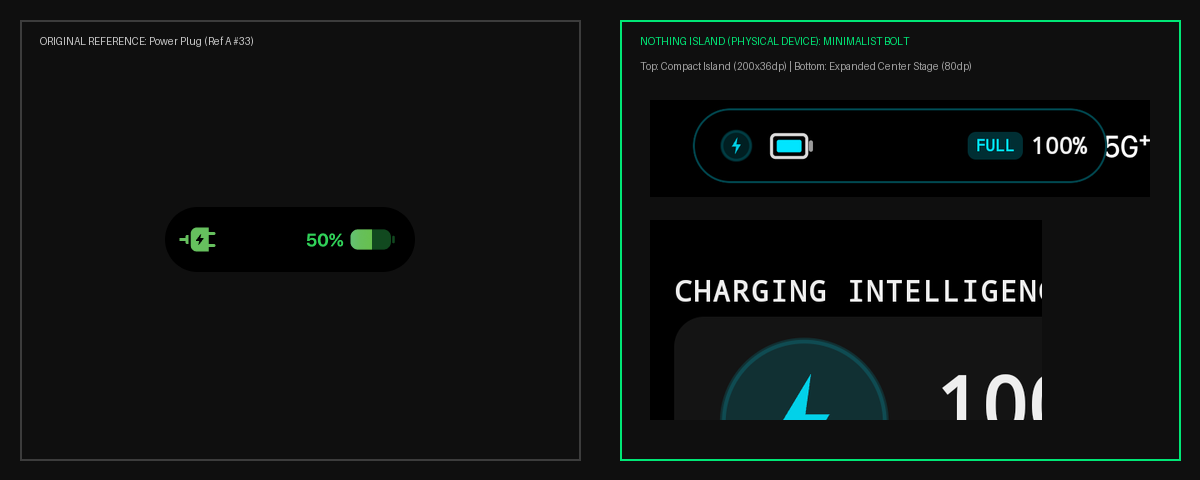 ORIGINAL REFERENCE: Power Plug (Ref A #33)
50%
NOTHING ISLAND (PHYSICAL DEVICE): MINIMALIST BOLT
Top: Compact Island (200x36dp) | Bottom: Expanded Center Stage (80dp)
FULL 100% 5G+
CHARGING INTELLIGENC
100